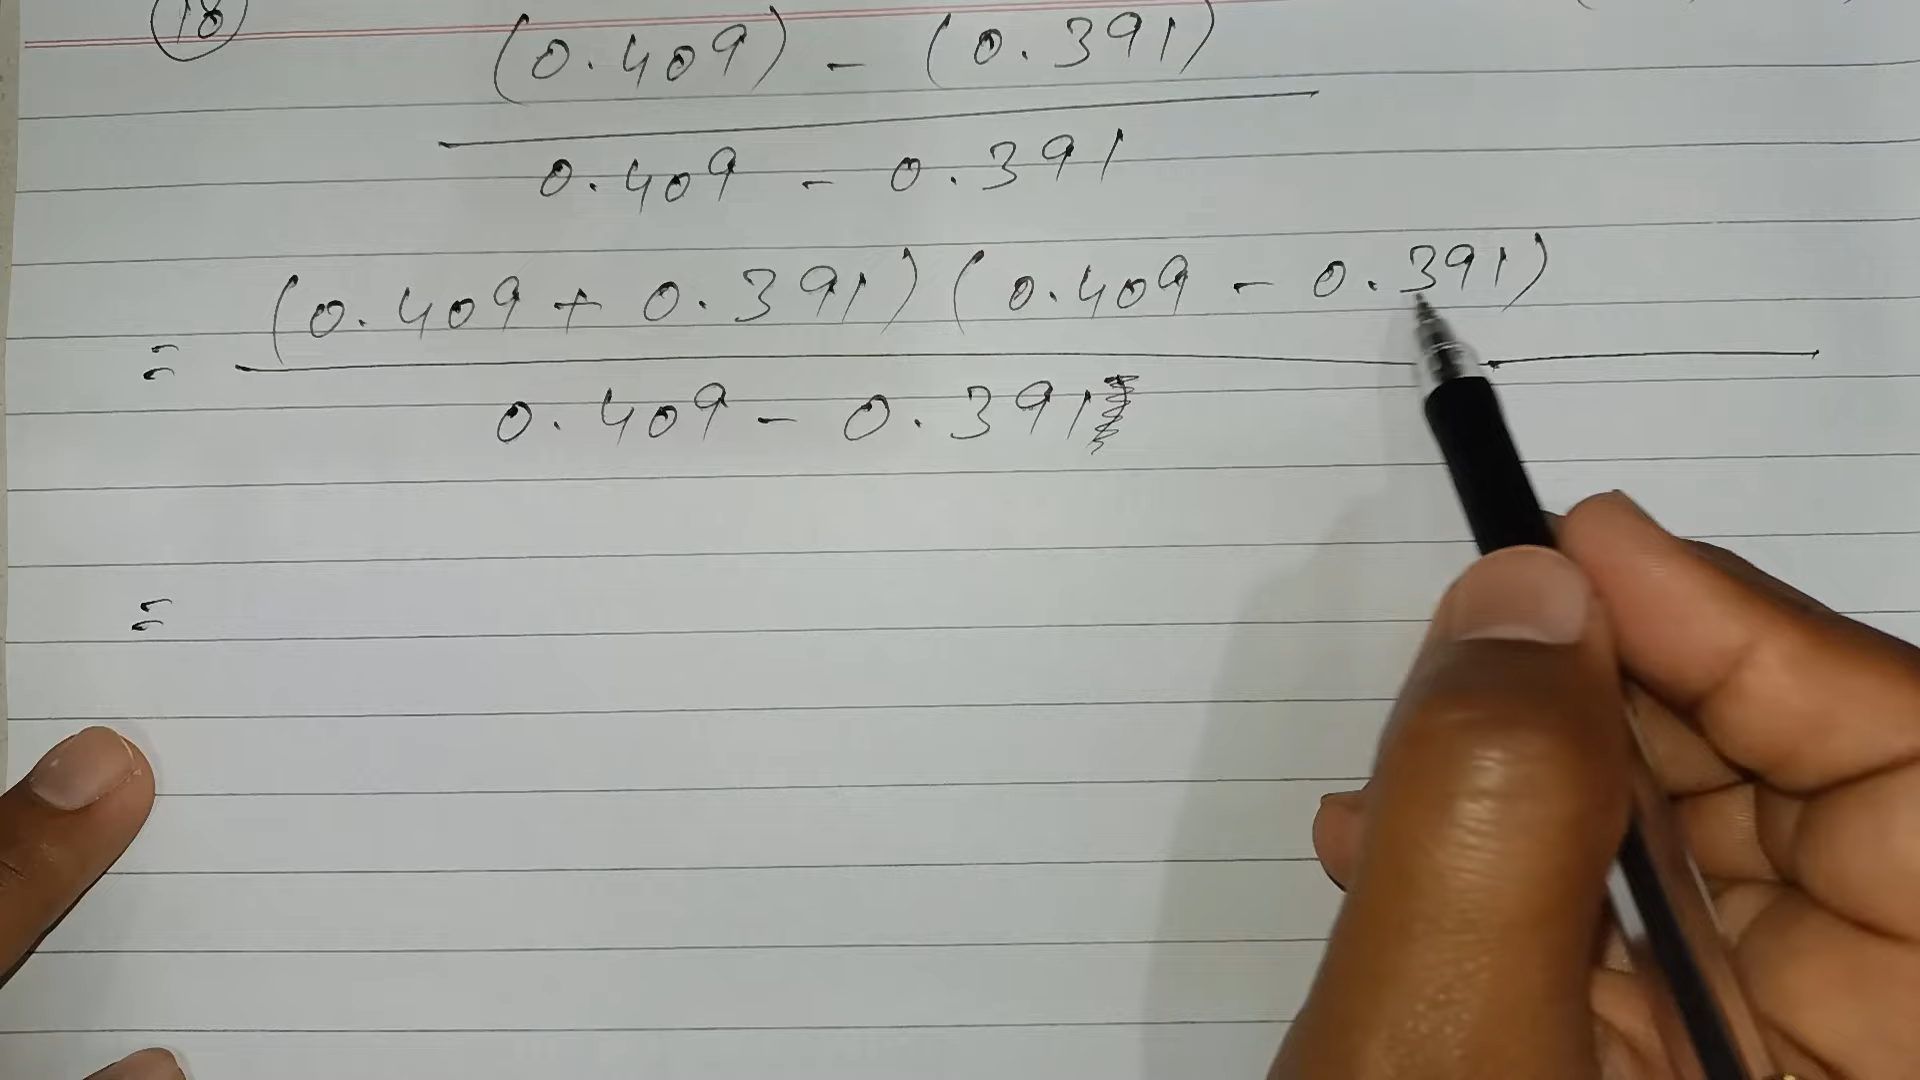 18
(0.409) - (0.391)
0.409 - 0.391
= (0.409 + 0.391) (0.409 - 0.391)
0.409 - 0.391
=